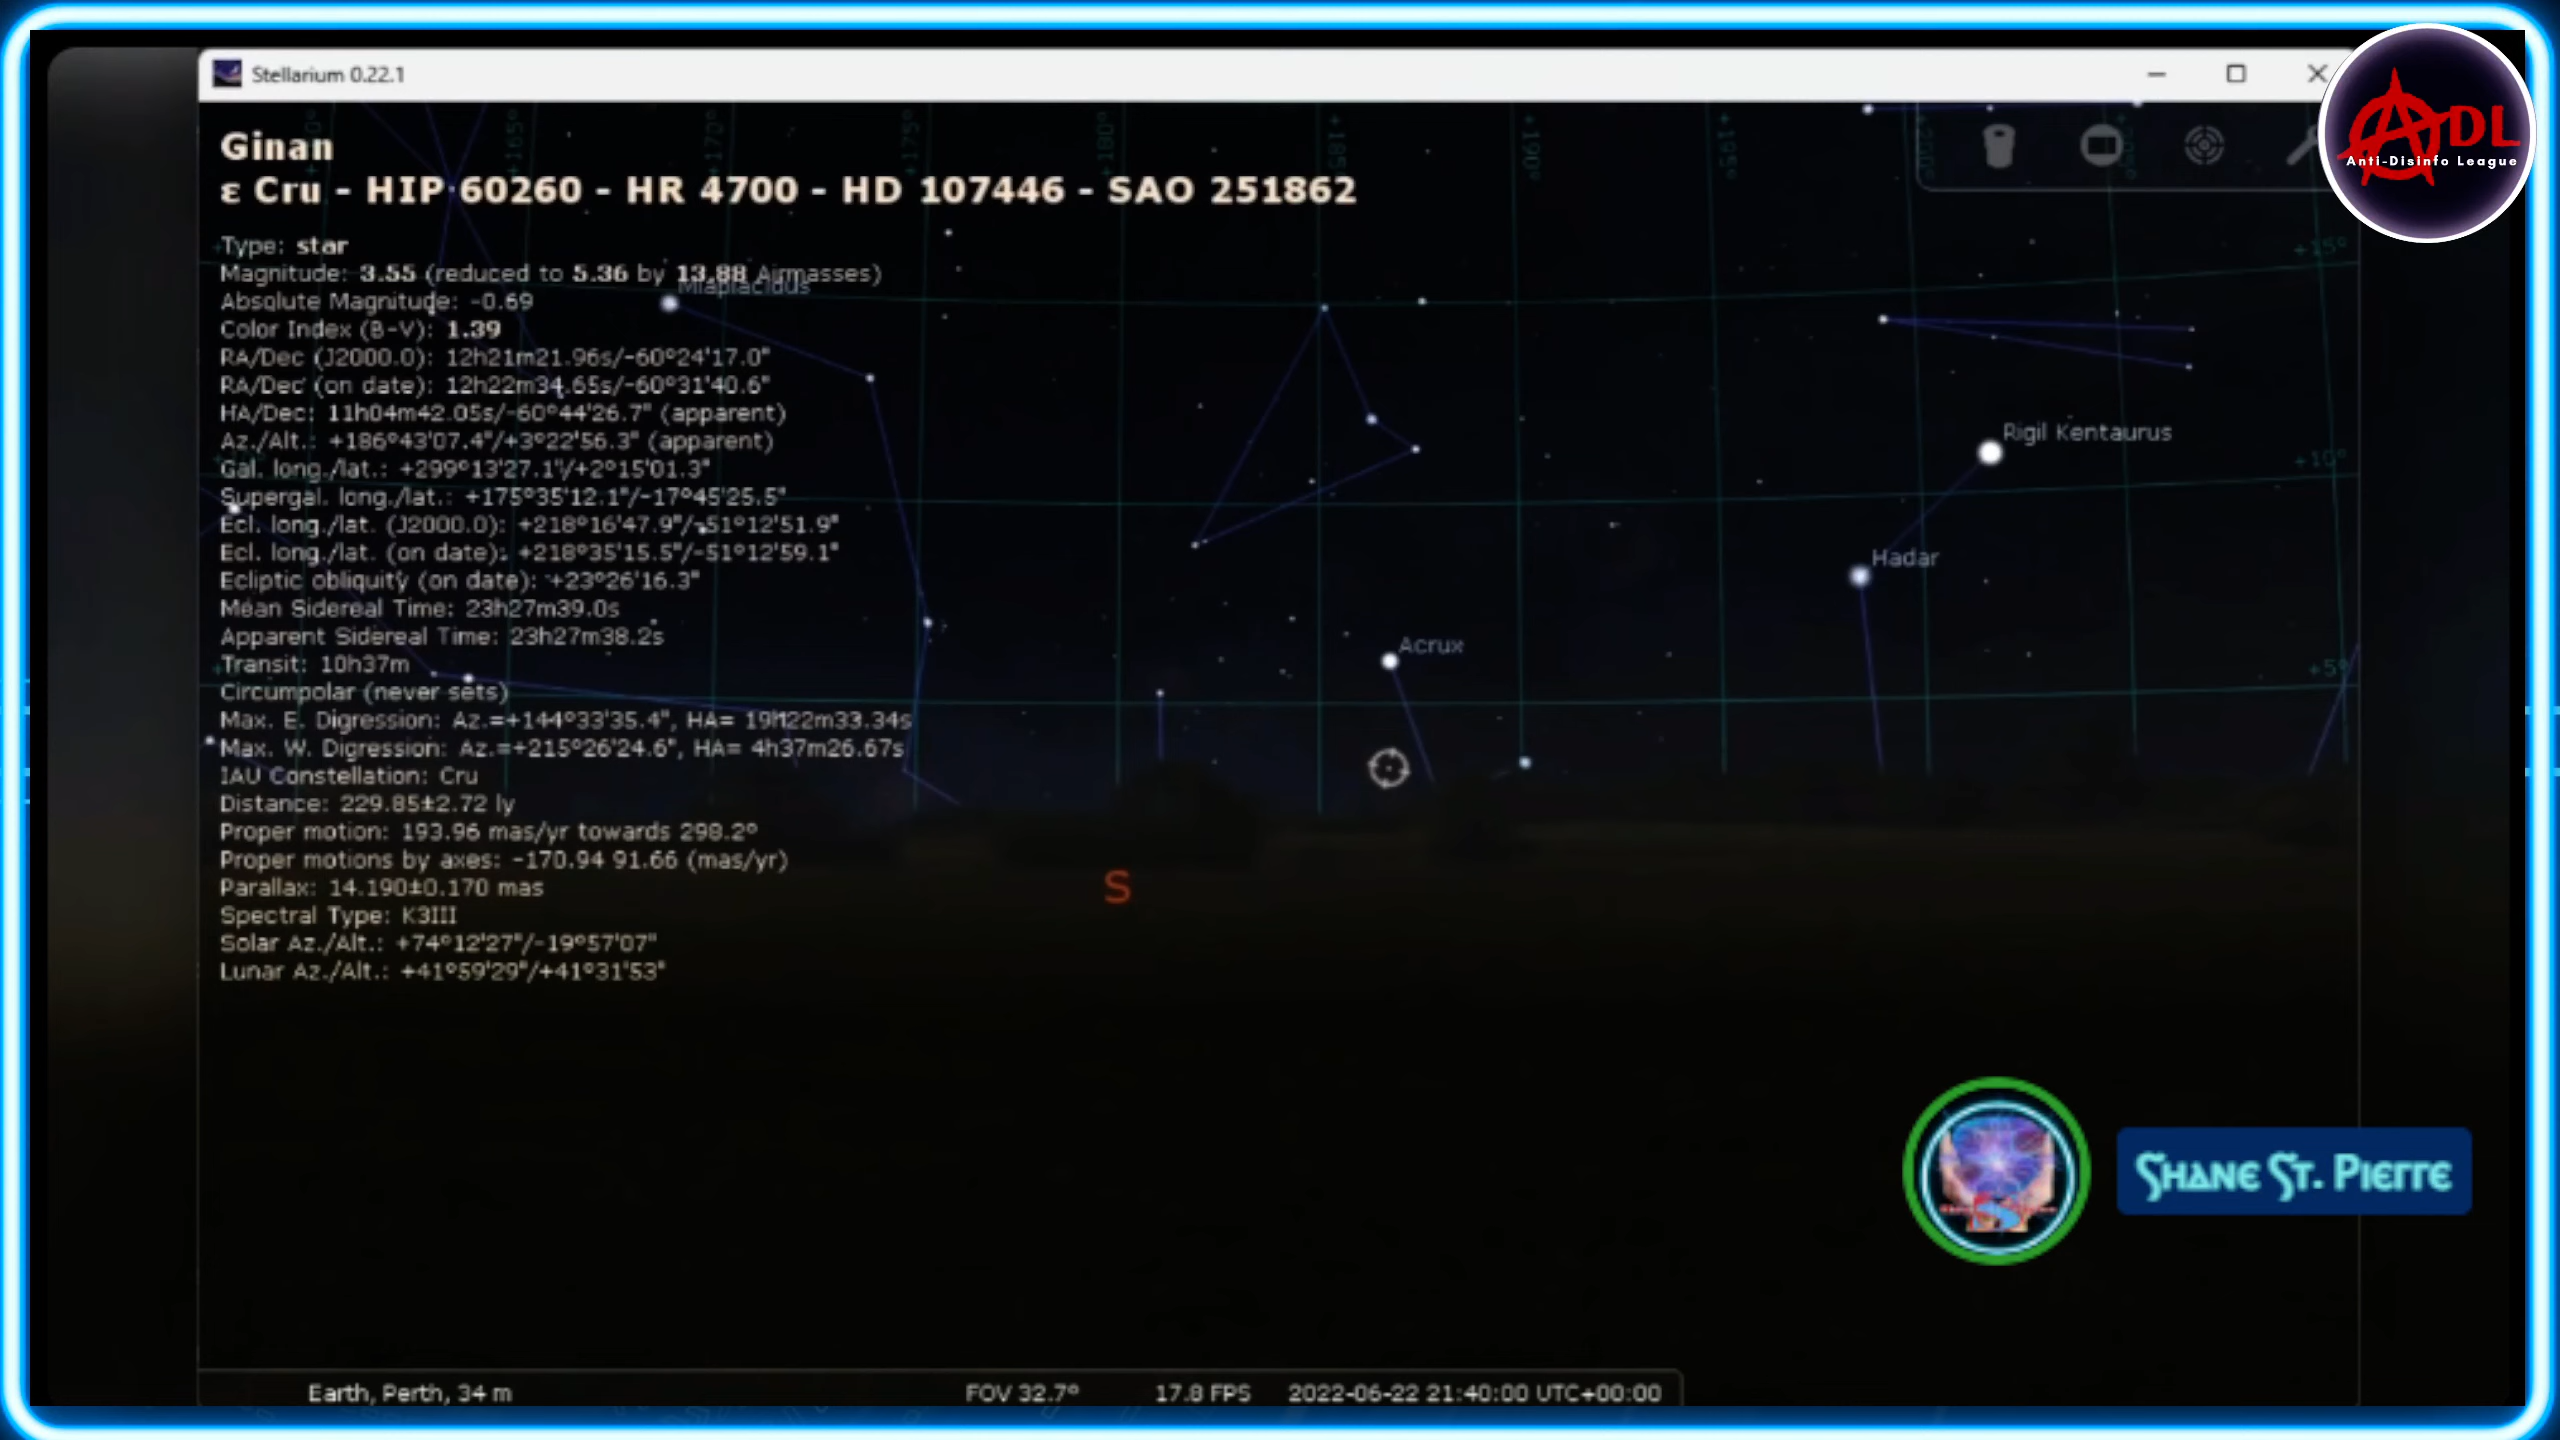 Stellarium 0.22.1
ADL
Anti-Disinfo League
Ginan
ε Cru - HIP 60260 - HR 4700 - HD 107446 - SAO 251862
Type: star
Magnitude: 3.55 (reduced to 5.36 by 13.88 Airmasses)
Miaplacidus
Absolute Magnitude: -0.69
Color Index (B-V): 1.39
RA/Dec (J2000.0): 12h21m21.96s/-60°24'17.0"
RA/Dec (on date): 12h22m34.65s/-60°31'40.6"
HA/Dec: 11h04m42.05s/-60°44'26.7" (apparent)
Az./Alt.: +186°43'07.4"/+3°22'56.3" (apparent)
Gal. long./lat.: +299°13'27.1"/+2°15'01.3"
Supergal. long./lat.: +175°35'12.1"/-17°45'25.5"
Ecl. long./lat. (J2000.0): +218°16'47.9"/-51°12'51.9"
Ecl. long./lat. (on date): +218°35'15.5"/-51°12'59.1"
Ecliptic obliquity (on date): +23°26'16.3"
Mean Sidereal Time: 23h27m39.0s
Apparent Sidereal Time: 23h27m38.2s
Transit: 10h37m
Circumpolar (never sets)
Max. E. Digression: Az.=+144°33'35.4", HA= 19h22m33.34s
Max. W. Digression: Az.=+215°26'24.6", HA= 4h37m26.67s
IAU Constellation: Cru
Distance: 229.85±2.72 ly
Proper motion: 193.96 mas/yr towards 298.2°
Proper motions by axes: -170.94 91.66 (mas/yr)
Parallax: 14.190±0.170 mas
Spectral Type: K3III
Solar Az./Alt.: +74°12'27"/-19°57'07"
Lunar Az./Alt.: +41°59'29"/+41°31'53"
+165°
+170°
+175°
+180°
+185°
+190°
+195°
+200°
+15°
Rigil Kentaurus
+10°
Hadar
Acrux
+5°
S
Shane St. Pierre
Earth, Perth, 34 m
FOV 32.7°
17.8 FPS
2022-06-22 21:40:00 UTC+00:00